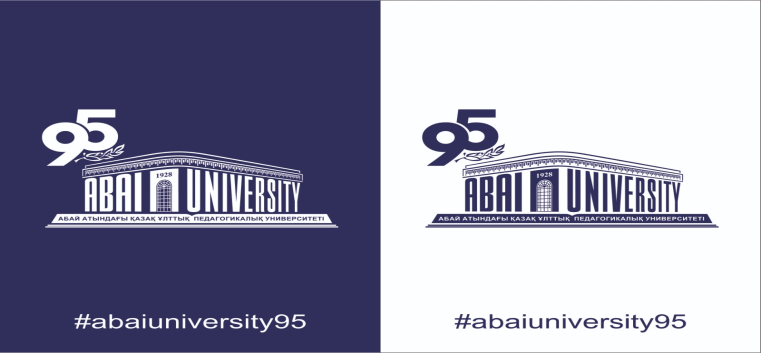 95
1928
ABAI UNIVERSITY
АБАЙ АТЫНДАҒЫ ҚАЗАҚ ҰЛТТЫҚ ПЕДАГОГИКАЛЫҚ УНИВЕРСИТЕТІ
#abaiuniversity95
95
1928
ABAI UNIVERSITY
АБАЙ АТЫНДАҒЫ ҚАЗАҚ ҰЛТТЫҚ ПЕДАГОГИКАЛЫҚ УНИВЕРСИТЕТІ
#abaiuniversity95